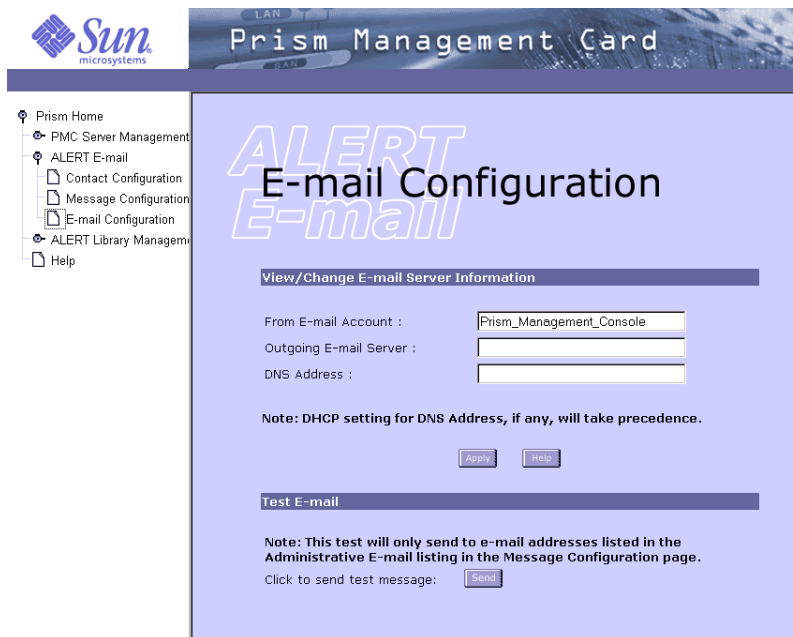 LAN
Sun
microsystems
Prism Management Card
SAN
Prism Home
PMC Server Management
ALERT E-mail
Contact Configuration
Message Configuration
E-mail Configuration
ALERT Library Managem
Help
ALERT
E-mail
E-mail Configuration
View/Change E-mail Server Information
From E-mail Account :
Prism_Management_Console
Outgoing E-mail Server :
DNS Address :
Note: DHCP setting for DNS Address, if any, will take precedence.
Apply
Help
Test E-mail
Note: This test will only send to e-mail addresses listed in the
Administrative E-mail listing in the Message Configuration page.
Click to send test message:
Send